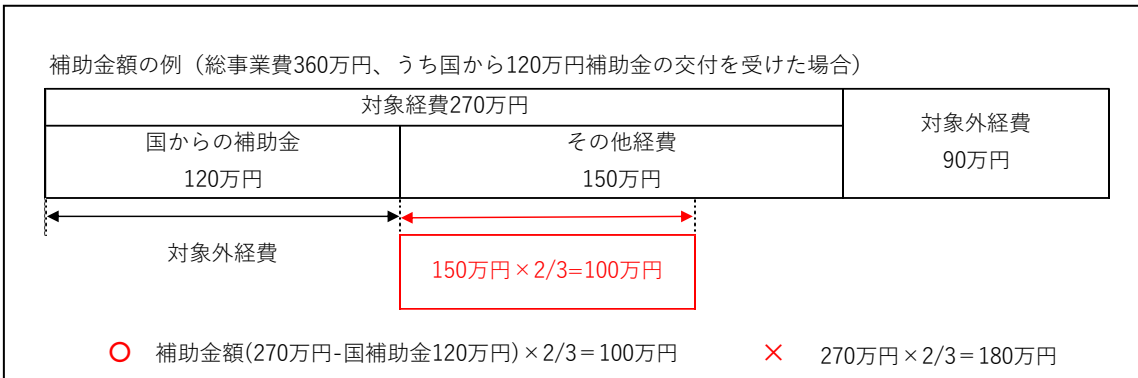 補助金額の例（総事業費360万円、うち国から120万円補助金の交付を受けた場合）
対象経費270万円
対象外経費
90万円
国からの補助金
120万円
その他経費
150万円
対象外経費
150万円×2/3=100万円
○ 補助金額(270万円-国補助金120万円)×2/3＝100万円
× 270万円×2/3＝180万円